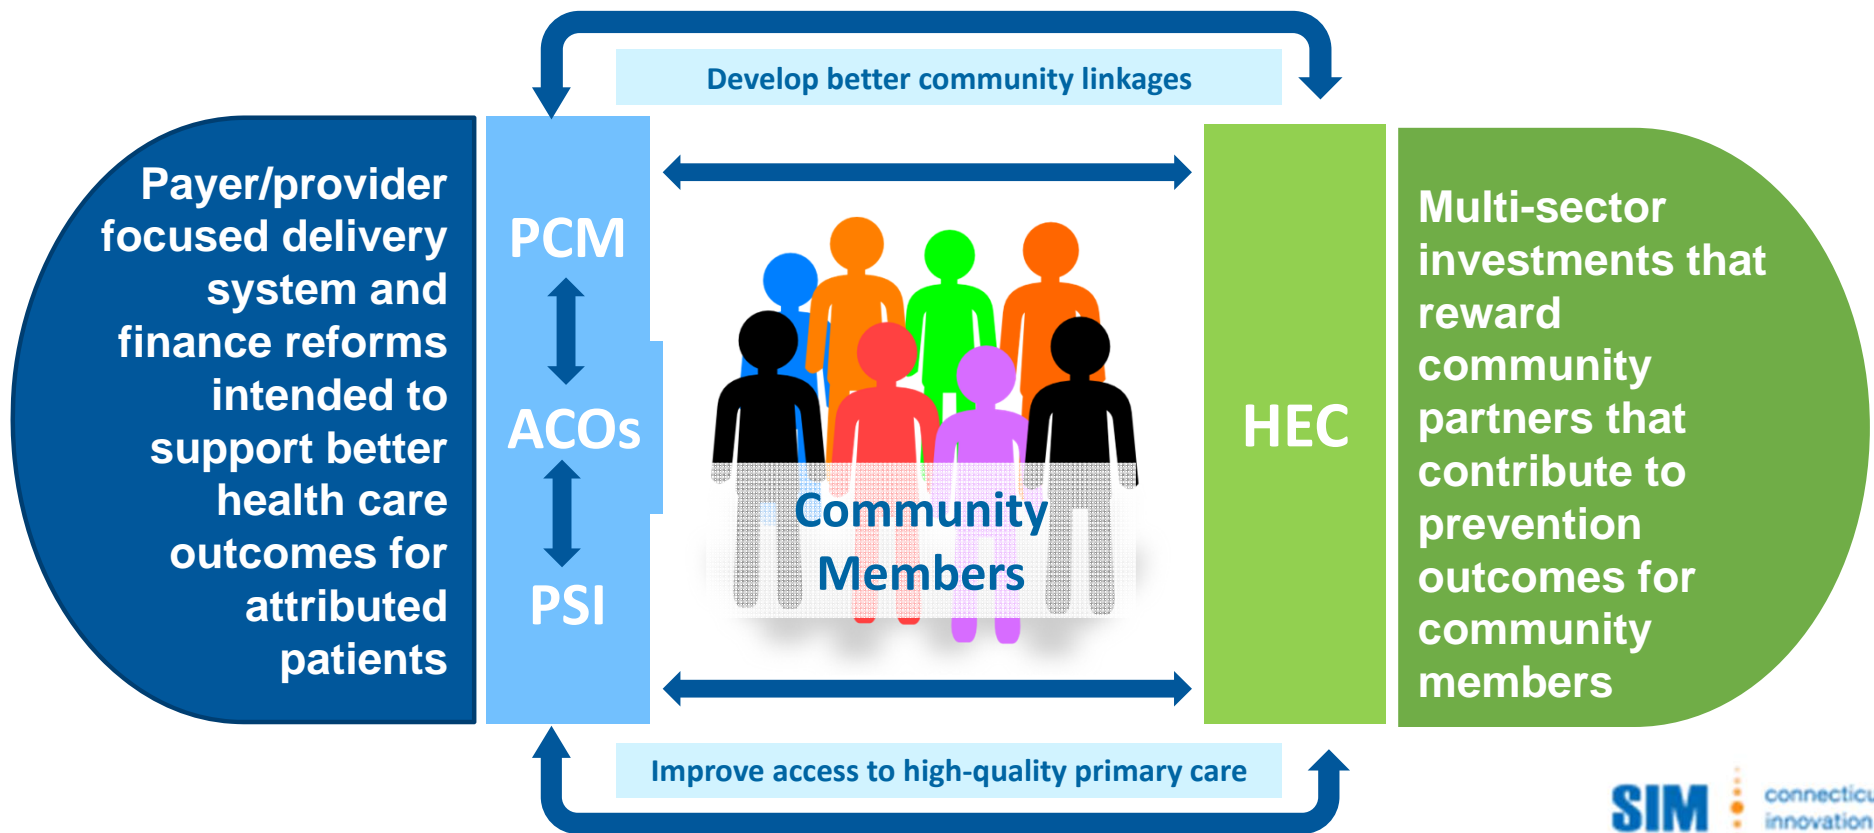 Develop better community linkages
Payer/provider
focused delivery
system and
finance reforms
intended to
support better
health care
outcomes for
attributed
patients
PCM
ACOs
PSI
Community
Members
HEC
Multi-sector
investments that
reward
community
partners that
contribute to
prevention
outcomes for
community
members
Improve access to high-quality primary care
SIM
connecticu
innovation